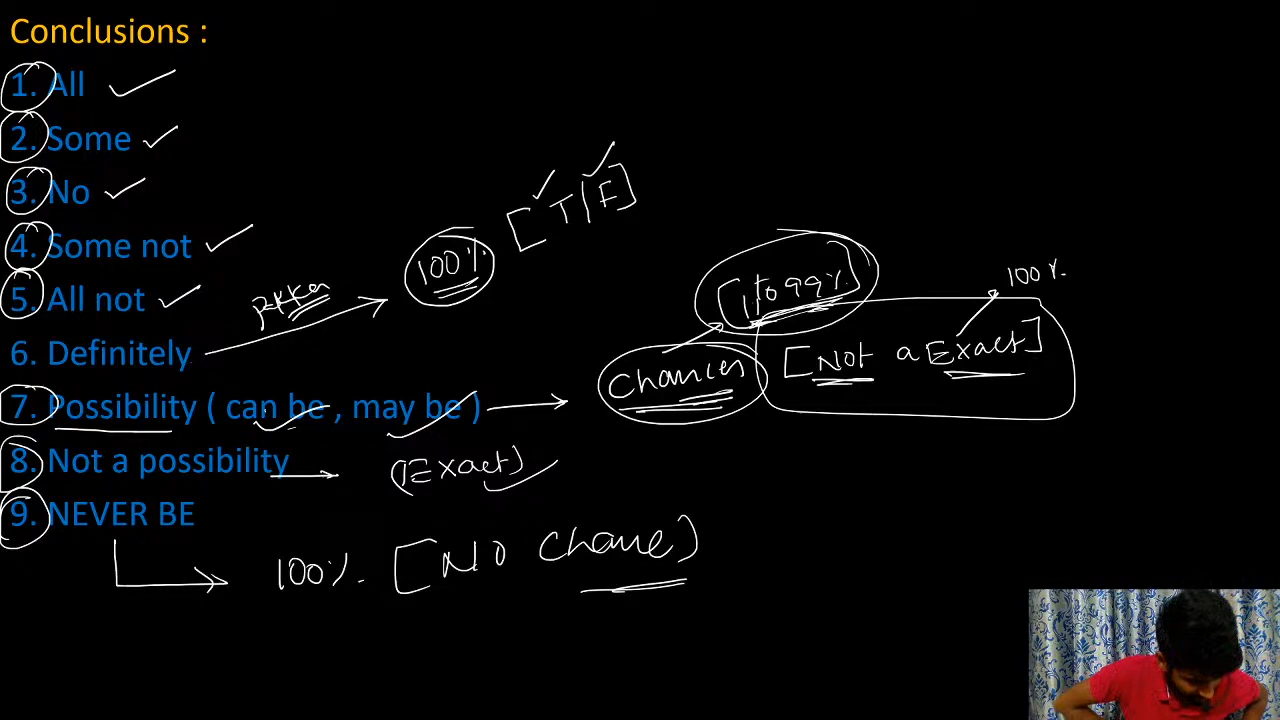 Conclusions :
1. All
2. Some
3. No
4. Some not
5. All not
6. Definitely
100% [T/F]
7. Possibility ( can be , may be )
Chances
[1 to 99%]
[Not a Exact]
100%
8. Not a possibility
(Exact)
9. NEVER BE
100% [NO Chance]